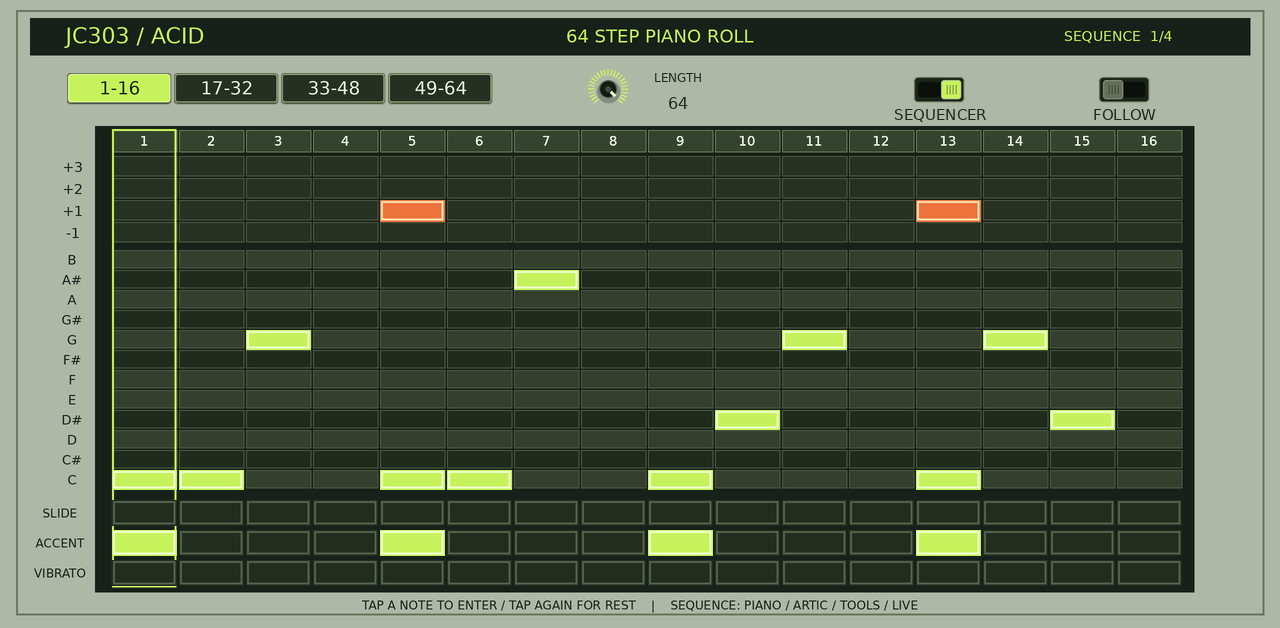 JC303 / ACID 64 STEP PIANO ROLL SEQUENCE 1/4
1-16 17-32 33-48 49-64 LENGTH
64
SEQUENCER FOLLOW
1 2 3 4 5 6 7 8 9 10 11 12 13 14 15 16
+3
+2
+1
-1
B
A#
A
G#
G
F#
F
E
D#
D
C#
C
SLIDE
ACCENT
VIBRATO
TAP A NOTE TO ENTER / TAP AGAIN FOR REST | SEQUENCE: PIANO / ARTIC / TOOLS / LIVE